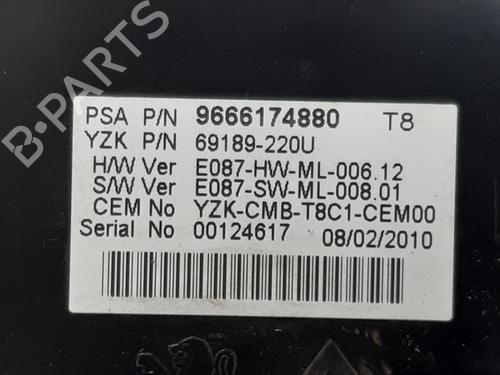 PSA P/N 9666174880 T8
YZK P/N 69189-220U
H/W Ver E087-HW-ML-006.12
S/W Ver E087-SW-ML-008.01
CEM No YZK-CMB-T8C1-CEM00
Serial No 00124617 08/02/2010